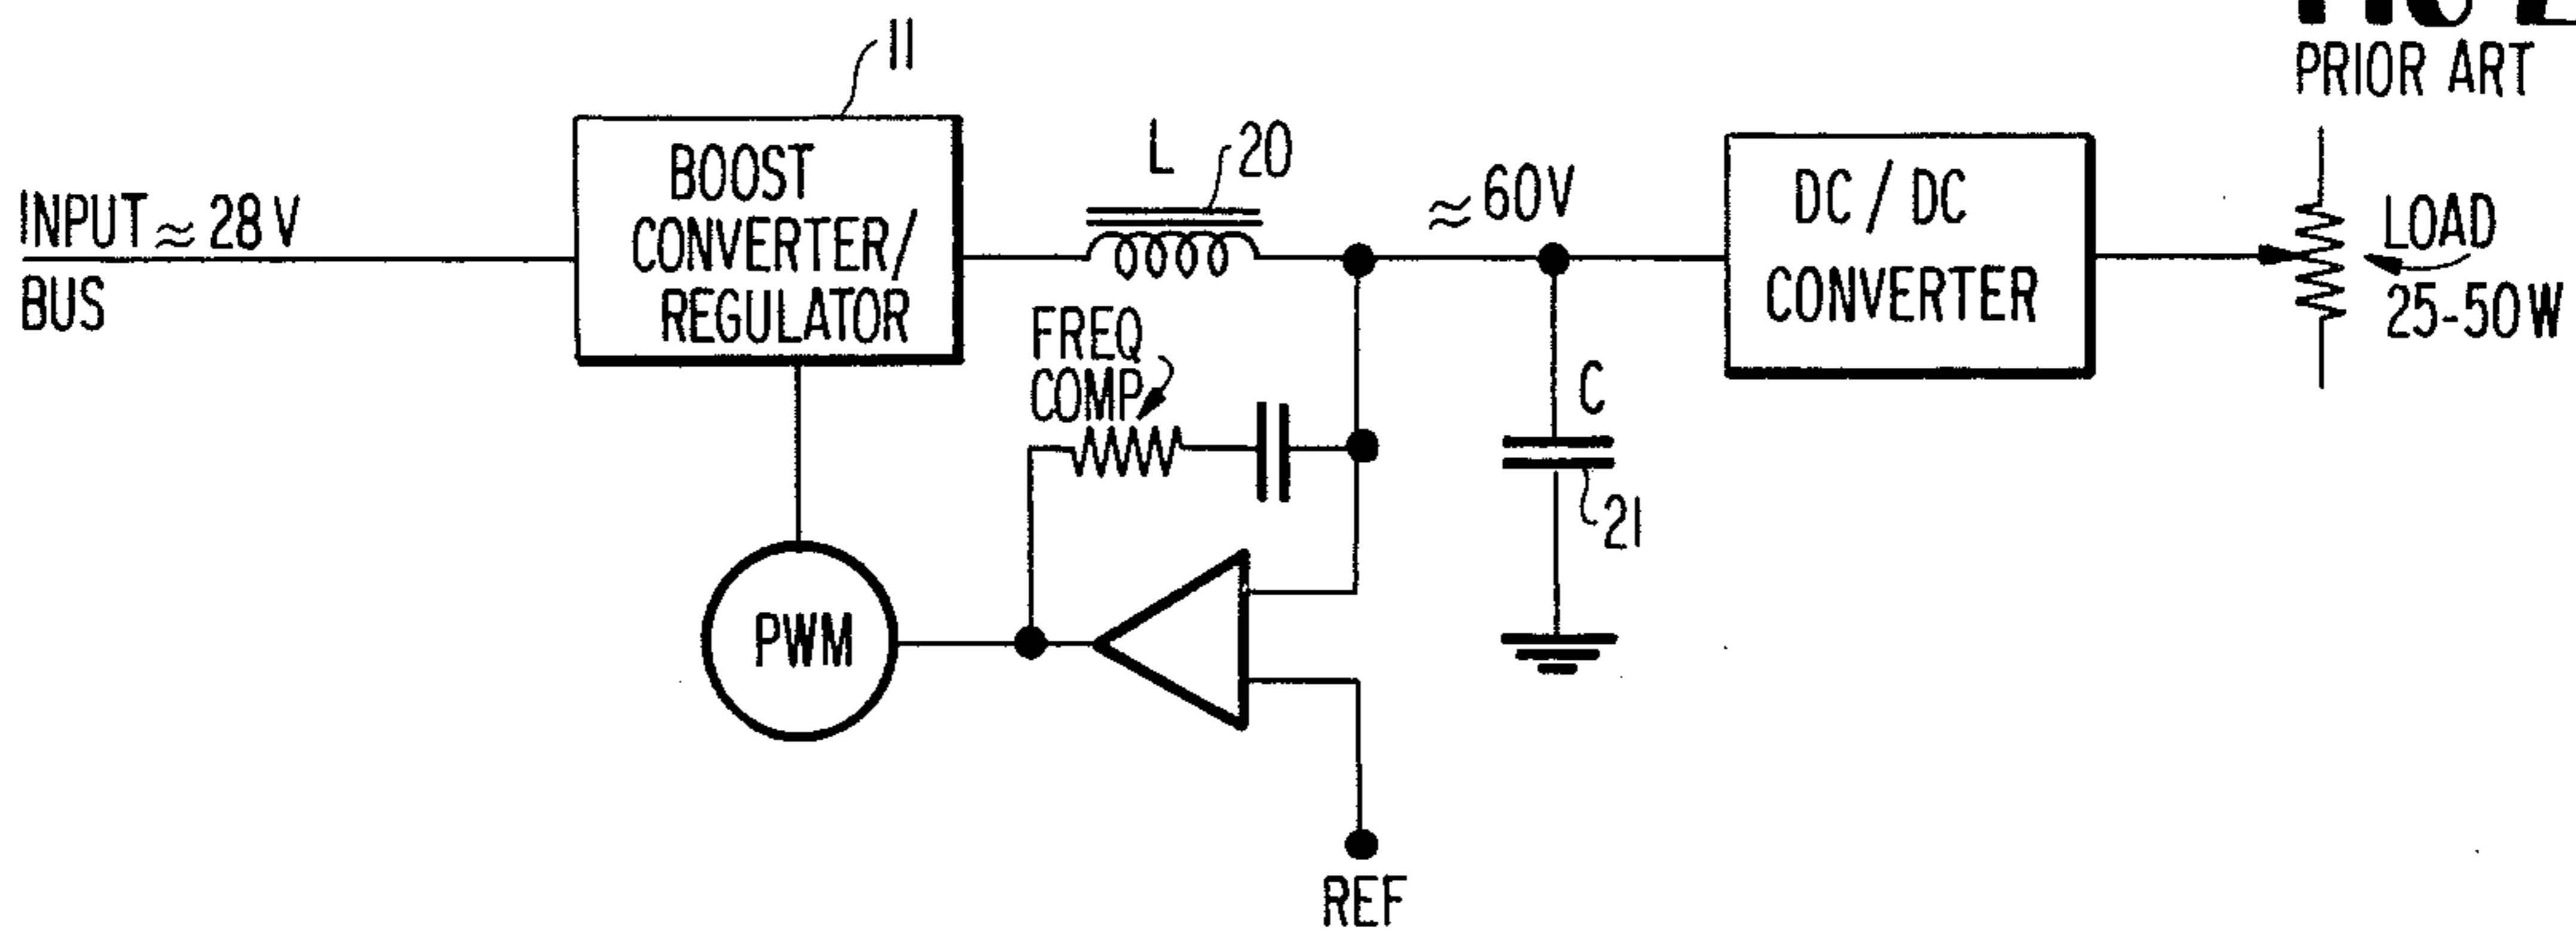 PRIOR ART
11
BOOST
CONVERTER/
REGULATOR
INPUT ≈ 28 V
BUS
L
20
≈ 60V
DC / DC
CONVERTER
LOAD
25-50 W
FREQ
COMP
C
21
PWM
REF